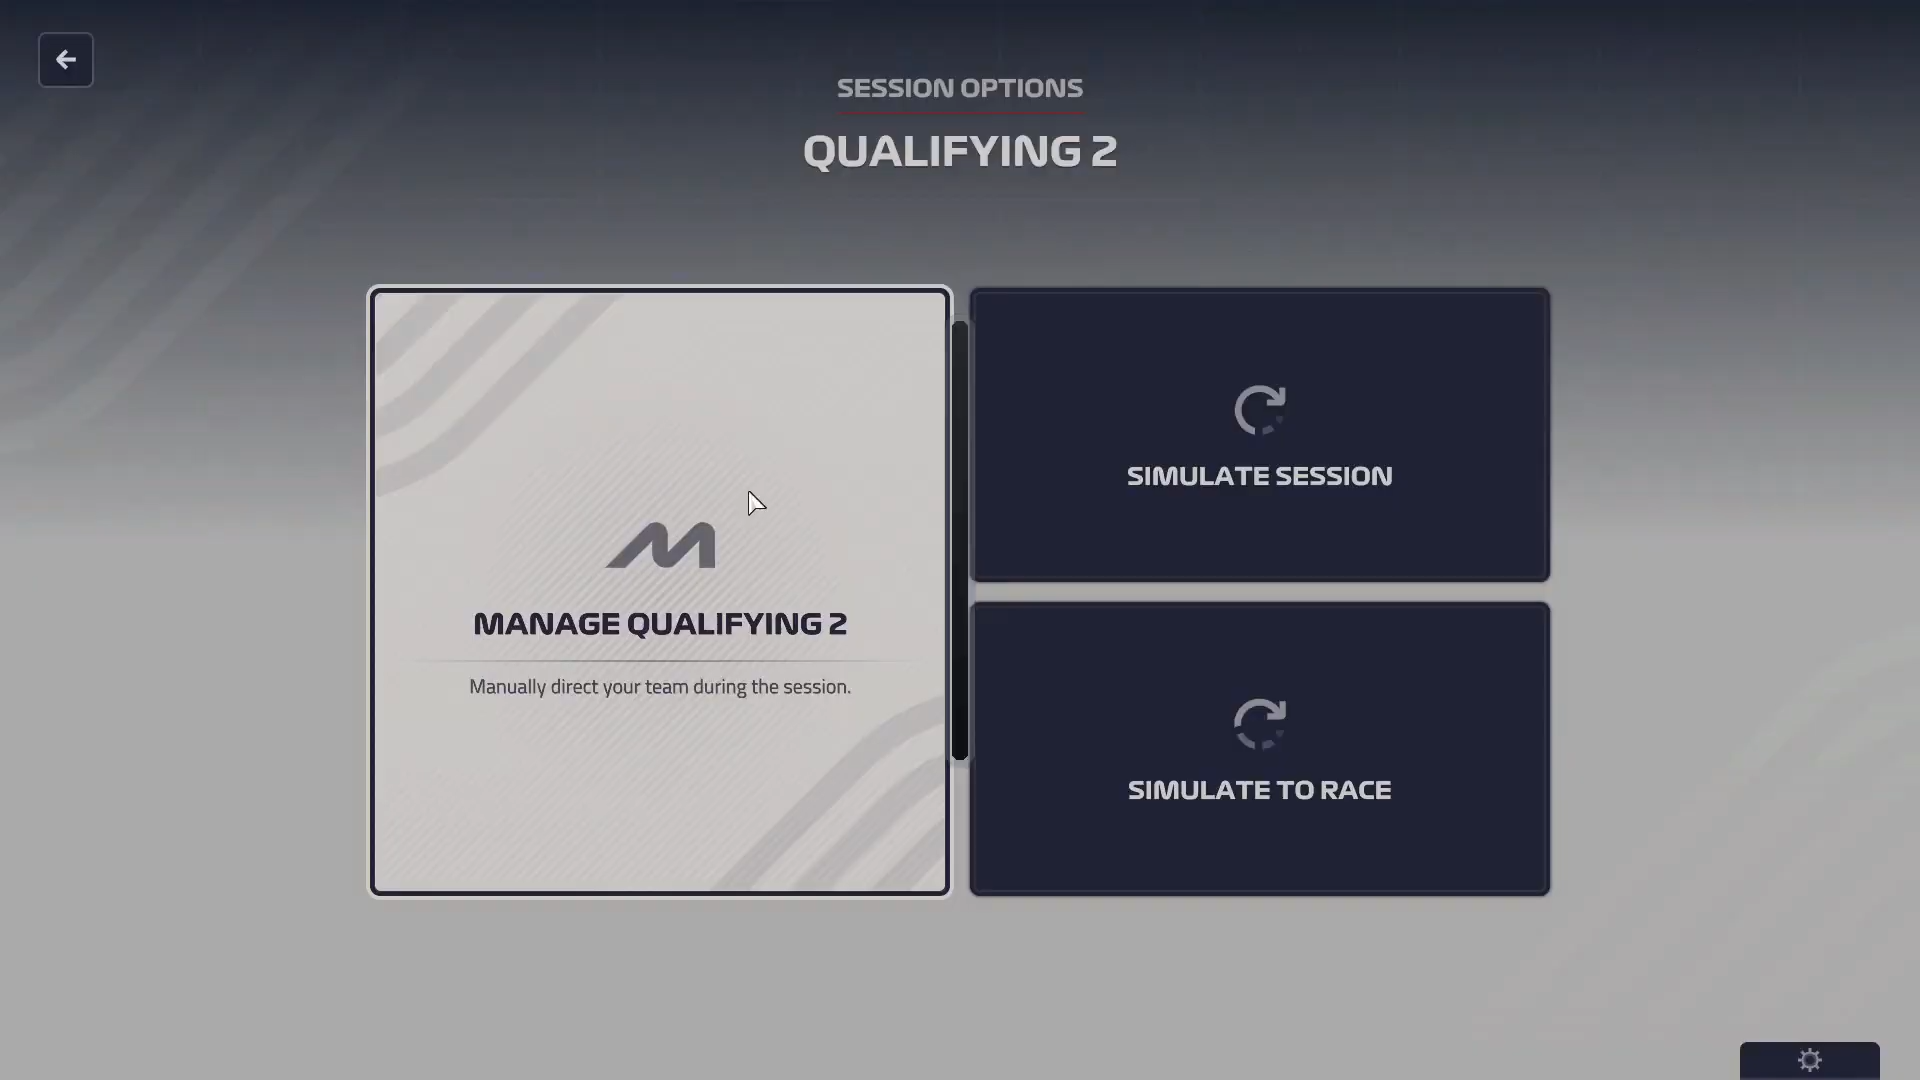 SESSION OPTIONS
QUALIFYING 2
MANAGE QUALIFYING 2
Manually direct your team during the session.
SIMULATE SESSION
SIMULATE TO RACE